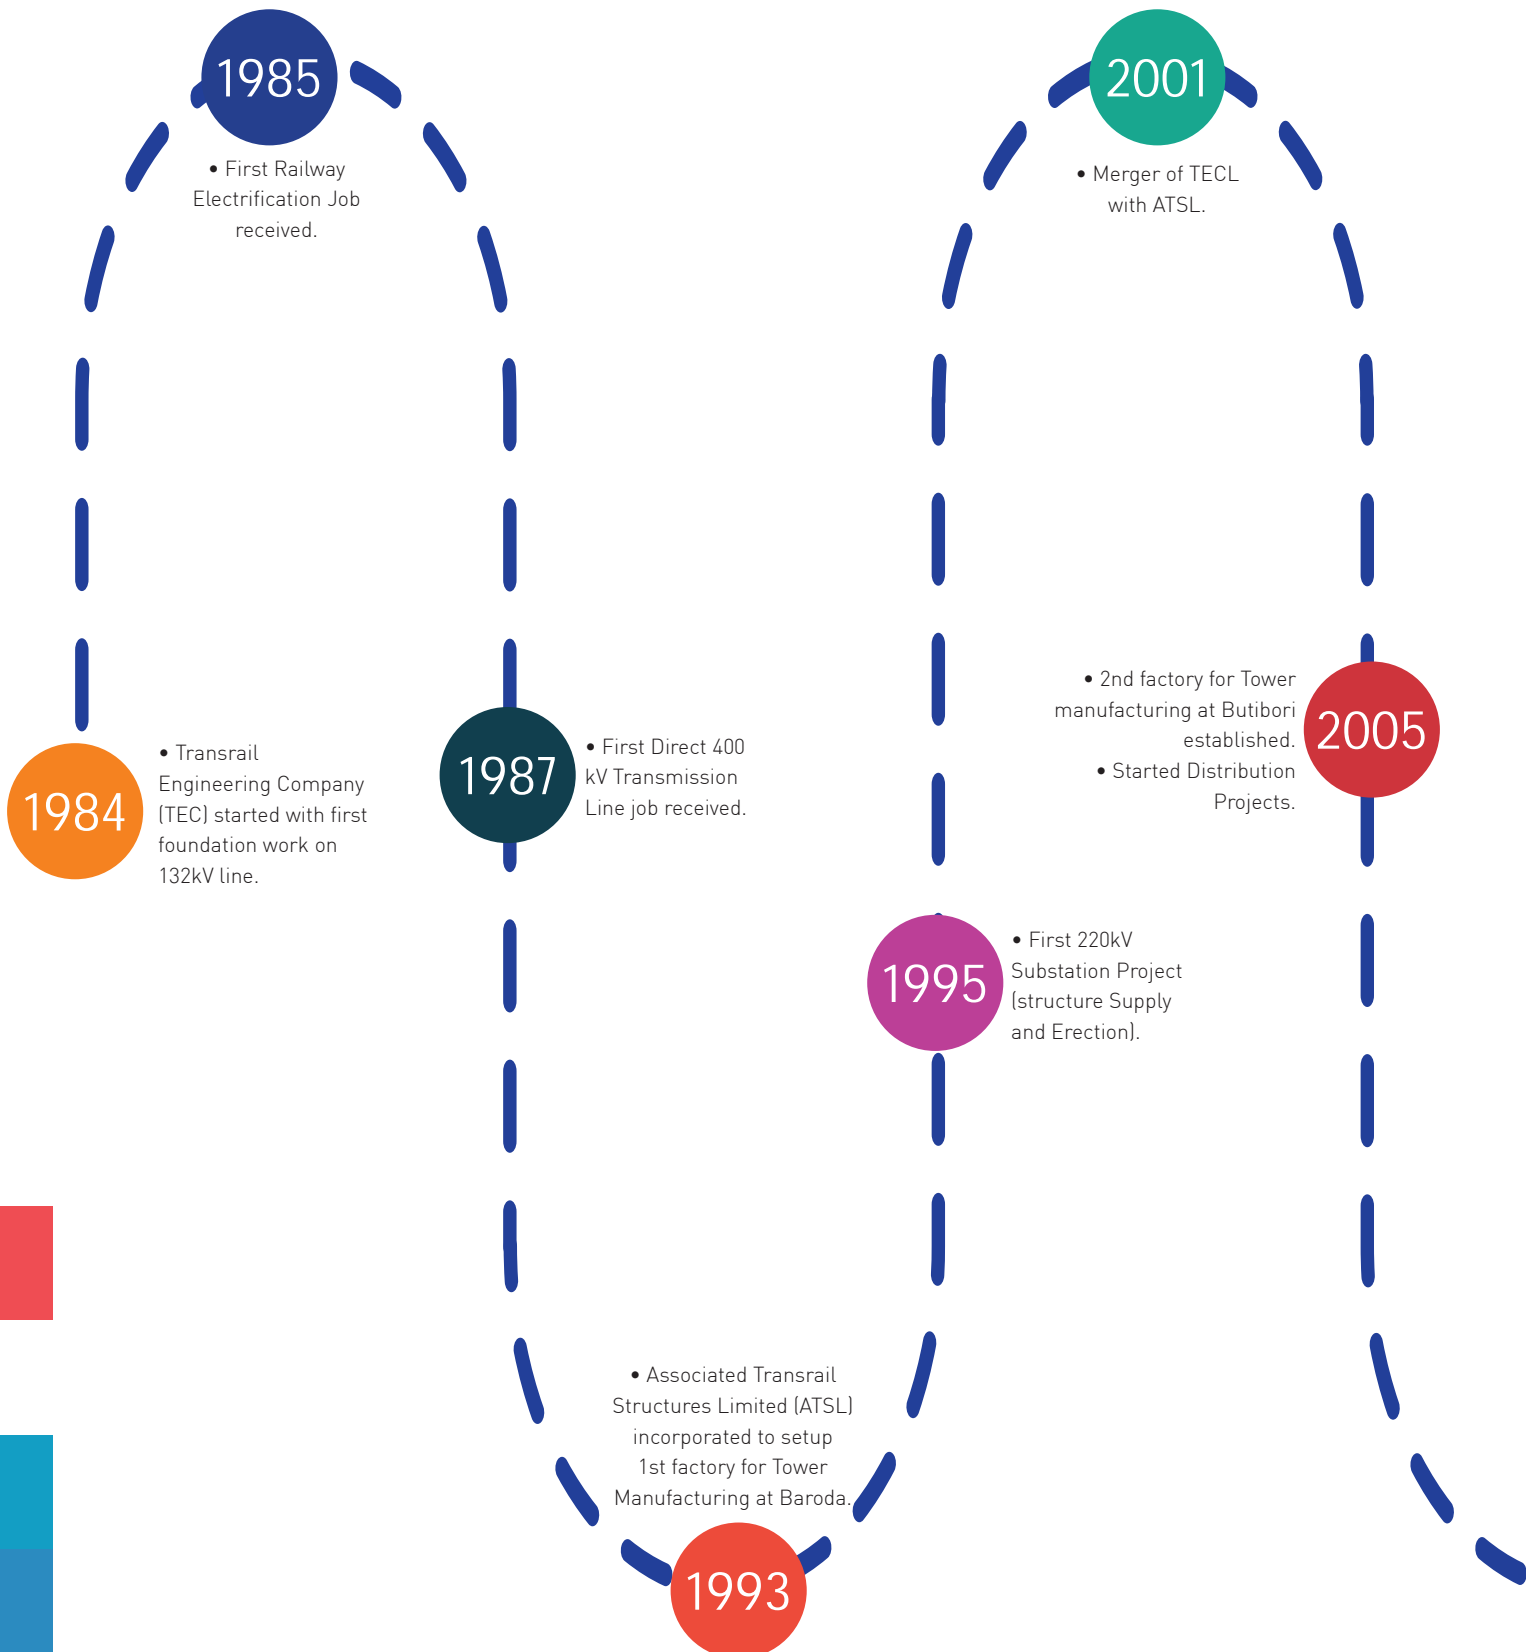 1984
• Transrail
Engineering Company
(TEC) started with first
foundation work on
132kV line.
1985
• First Railway
Electrification Job
received.
1987
• First Direct 400
kV Transmission
Line job received.
1993
• Associated Transrail
Structures Limited (ATSL)
incorporated to setup
1st factory for Tower
Manufacturing at Baroda.
1995
• First 220kV
Substation Project
(structure Supply
and Erection).
2001
• Merger of TECL
with ATSL.
2005
• 2nd factory for Tower
manufacturing at Butibori
established.
• Started Distribution
Projects.